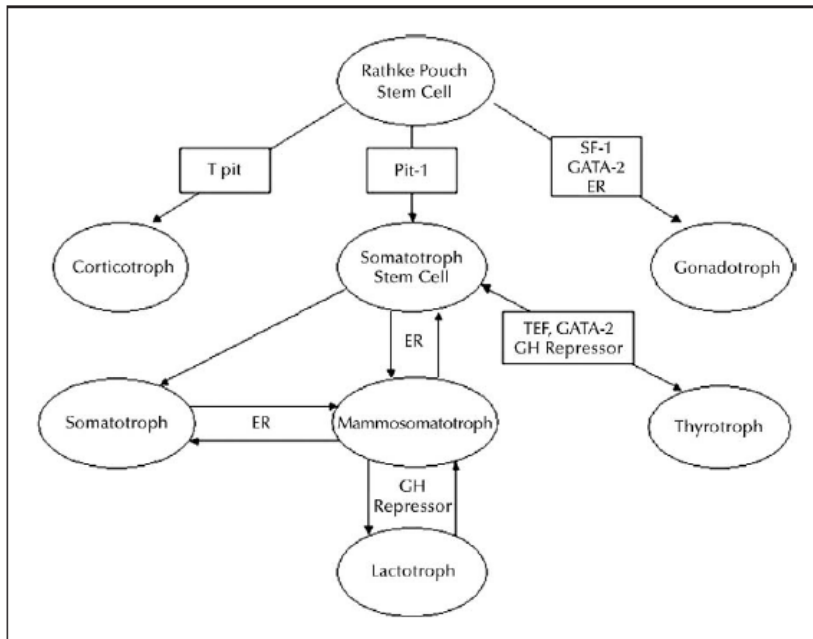 Rathke Pouch
Stem Cell
T pit
Pit-1
SF-1
GATA-2
ER
Corticotroph
Somatotroph
Stem Cell
Gonadotroph
ER
TEF, GATA-2
GH Repressor
Somatotroph
ER
Mammosomatotroph
Thyrotroph
GH
Repressor
Lactotroph